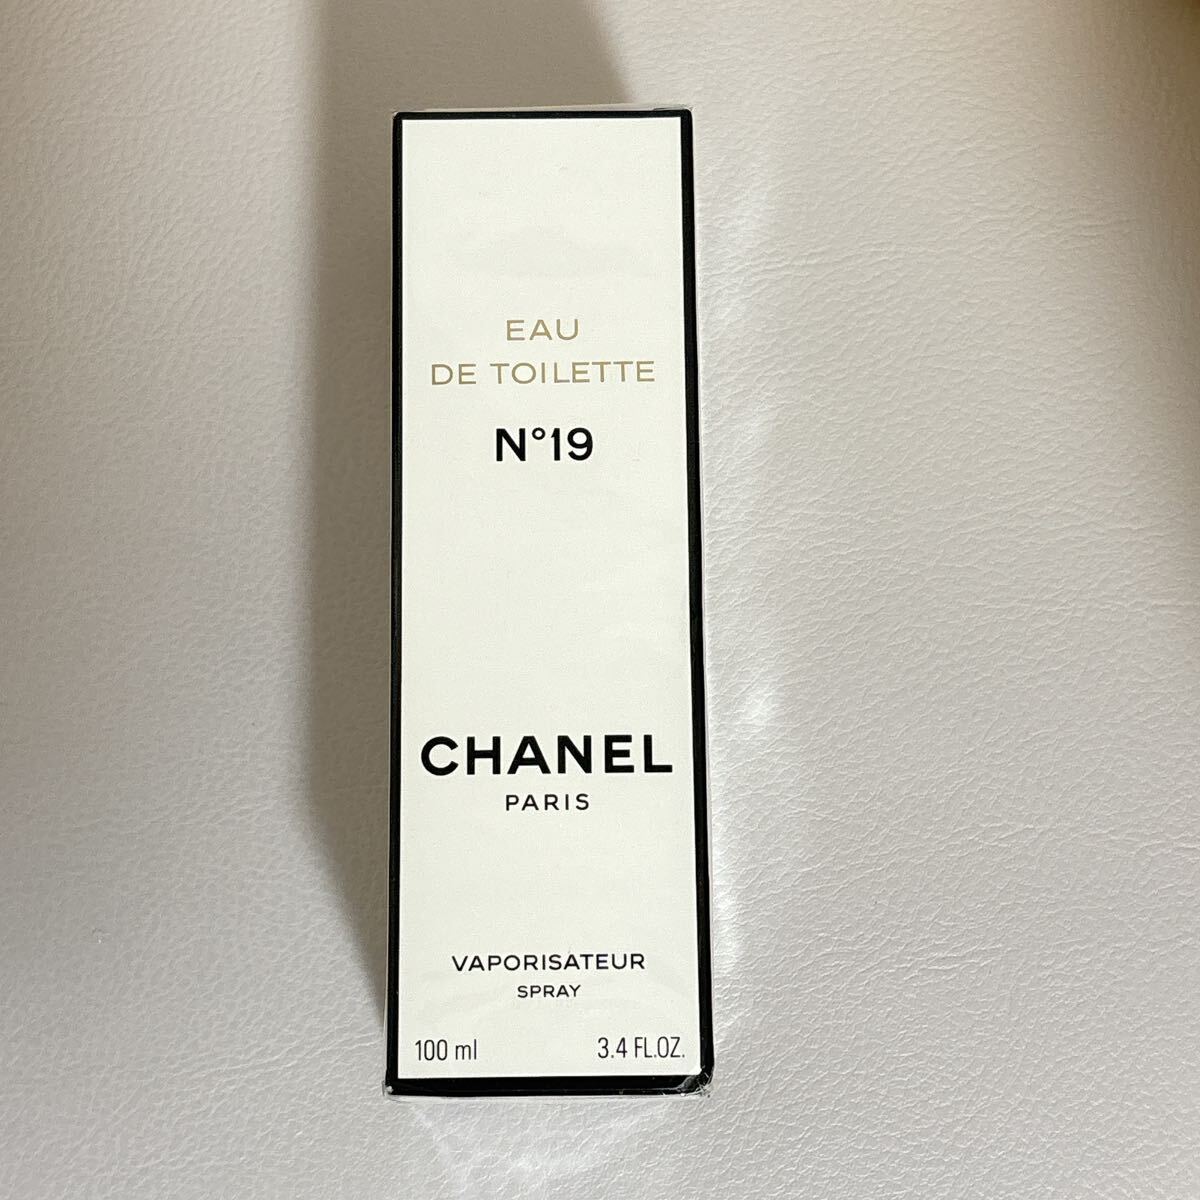 EAU
DE TOILETTE
N°19
CHANEL
PARIS
VAPORISATEUR
SPRAY
100 ml 3.4 FL.OZ.